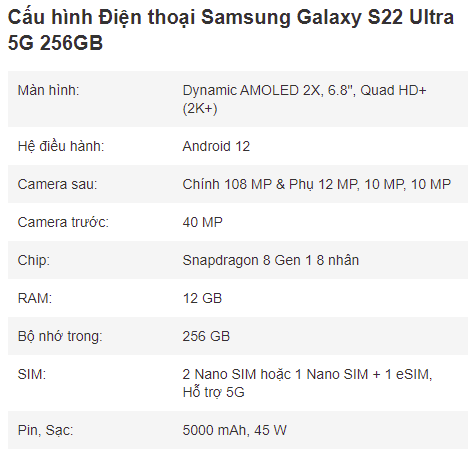 Cấu hình Điện thoại Samsung Galaxy S22 Ultra
5G 256GB
Màn hình: Dynamic AMOLED 2X, 6.8", Quad HD+
(2K+)
Hệ điều hành: Android 12
Camera sau: Chính 108 MP & Phụ 12 MP, 10 MP, 10 MP
Camera trước: 40 MP
Chip: Snapdragon 8 Gen 1 8 nhân
RAM: 12 GB
Bộ nhớ trong: 256 GB
SIM: 2 Nano SIM hoặc 1 Nano SIM + 1 eSIM,
Hỗ trợ 5G
Pin, Sạc: 5000 mAh, 45 W